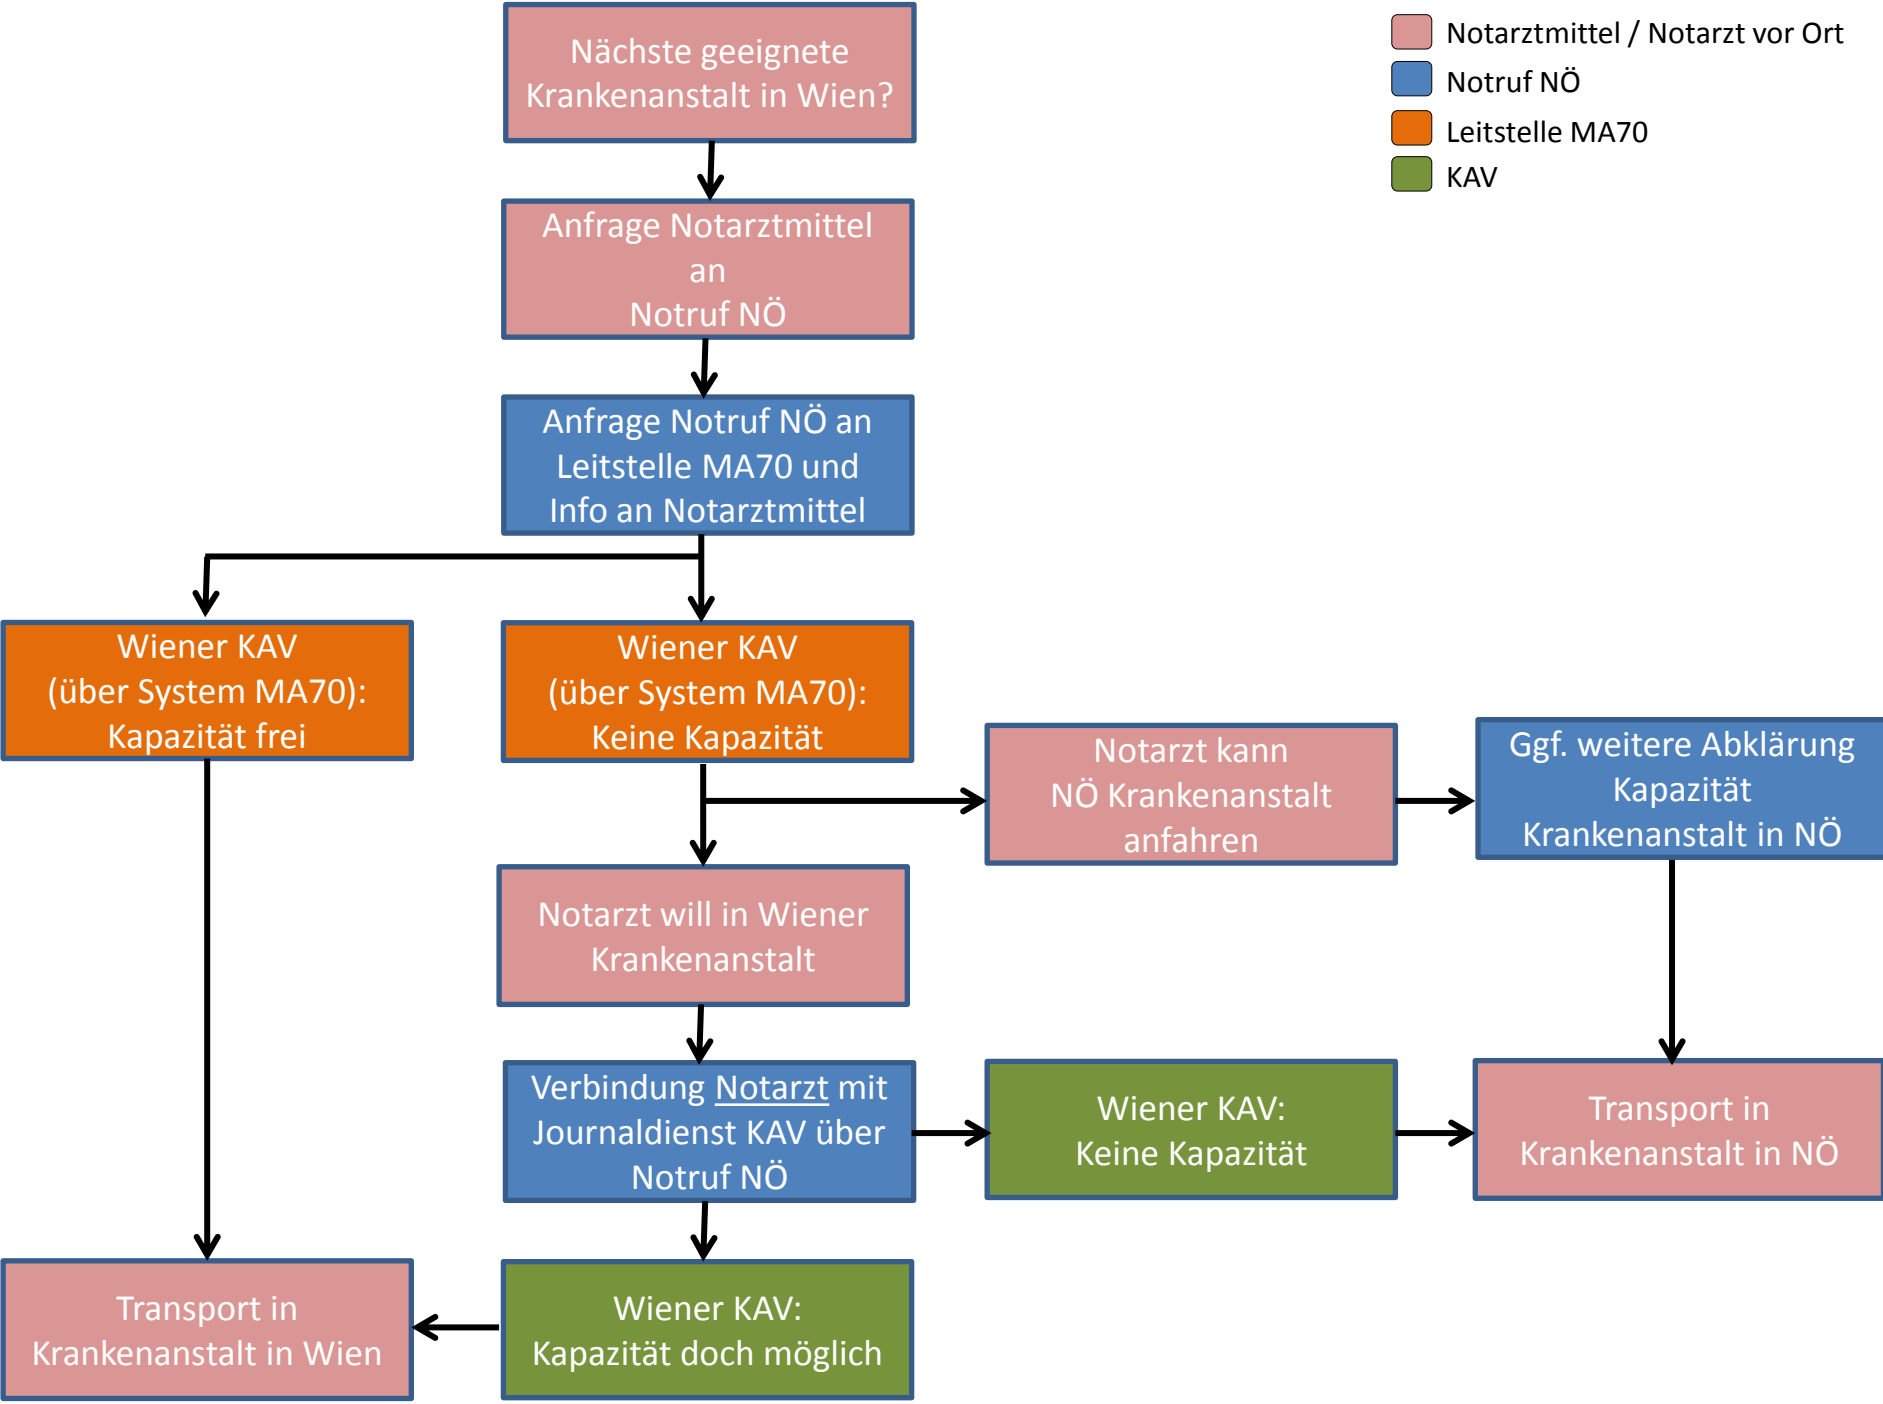 Nächste geeignete
Krankenanstalt in Wien?
Notarztmittel / Notarzt vor Ort
Notruf NÖ
Leitstelle MA70
KAV
Anfrage Notarztmittel
an
Notruf NÖ
Anfrage Notruf NÖ an
Leitstelle MA70 und
Info an Notarztmittel
Wiener KAV
(über System MA70):
Kapazität frei
Wiener KAV
(über System MA70):
Keine Kapazität
Notarzt kann
NÖ Krankenanstalt
anfahren
Ggf. weitere Abklärung
Kapazität
Krankenanstalt in NÖ
Notarzt will in Wiener
Krankenanstalt
Verbindung Notarzt mit
Journaldienst KAV über
Notruf NÖ
Wiener KAV:
Keine Kapazität
Transport in
Krankenanstalt in NÖ
Transport in
Krankenanstalt in Wien
Wiener KAV:
Kapazität doch möglich